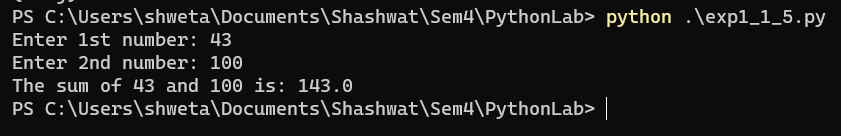 PS C:\Users\shweta\Documents\Shashwat\Sem4\PythonLab> python .\exp1_1_5.py
Enter 1st number: 43
Enter 2nd number: 100
The sum of 43 and 100 is: 143.0
PS C:\Users\shweta\Documents\Shashwat\Sem4\PythonLab>